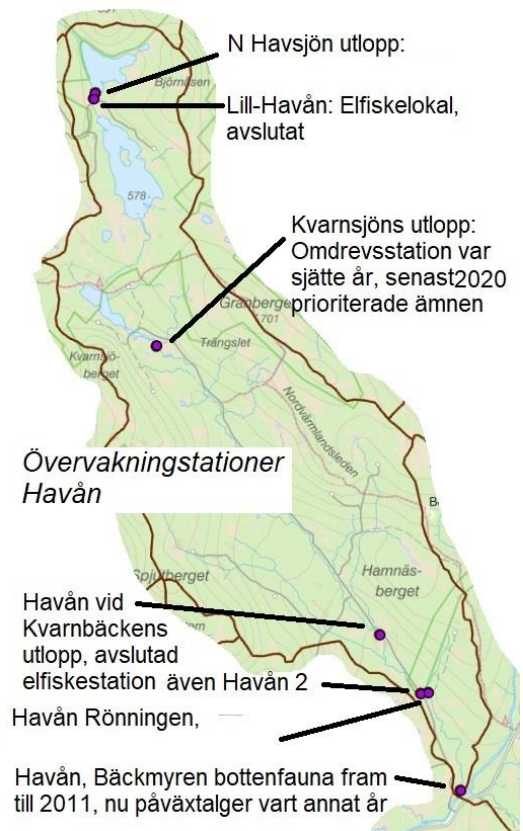 N Havsjön utlopp:
Björnåsen
Lill-Havån: Elfiskelokal,
avslutat
578
Kvarnsjöns utlopp:
Omdrevsstation var
sjätte år, senast2020
prioriterade ämnen
Granberget
701
Trängslet
Kvarnsjö-
berget
Nordvärmlandsleden
Övervakningstationer
Havån
Spjutberget
Hamnäs-
berget
Havån vid
Kvarnbäckens
utlopp, avslutad
elfiskestation
även Havån 2
Havån Rönningen,
Havån, Bäckmyren bottenfauna fram
till 2011, nu påväxtalger vart annat år